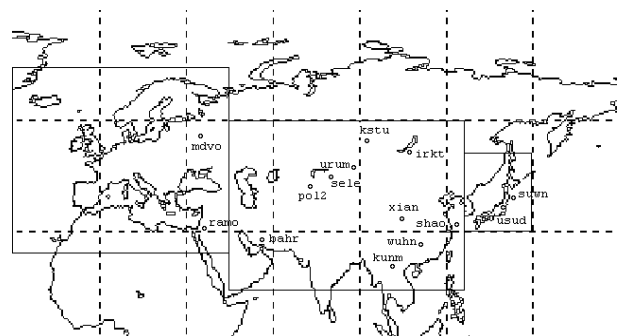 kstu
mdvo
irkt
urum
sele
pol2
suwn
xian
usud
ramo
shao
bahr
wuhn
kunm